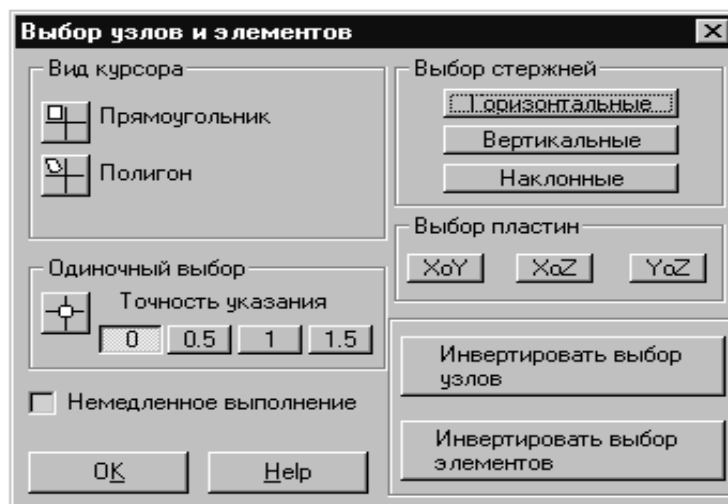 Выбор узлов и элементов
Вид курсора
Прямоугольник
Полигон
Одиночный выбор
Точность указания
0 0.5 1 1.5
Немедленное выполнение
OK Help
Выбор стержней
Горизонтальные
Вертикальные
Наклонные
Выбор пластин
XoY XoZ YoZ
Инвертировать выбор
узлов
Инвертировать выбор
элементов